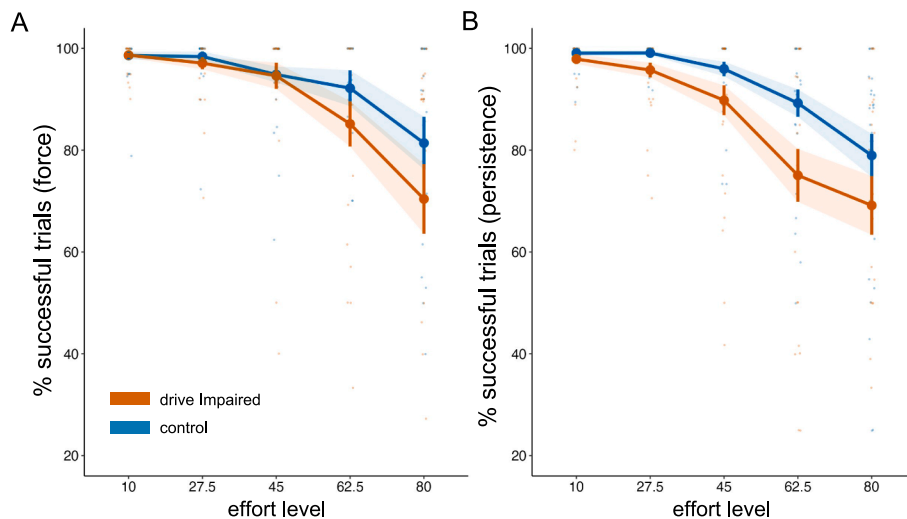 A
% successful trials (force)
100
80
60
40
20
drive Impaired
control
10 27.5 45 62.5 80
effort level
B
% successful trials (persistence)
100
80
60
40
20
10 27.5 45 62.5 80
effort level